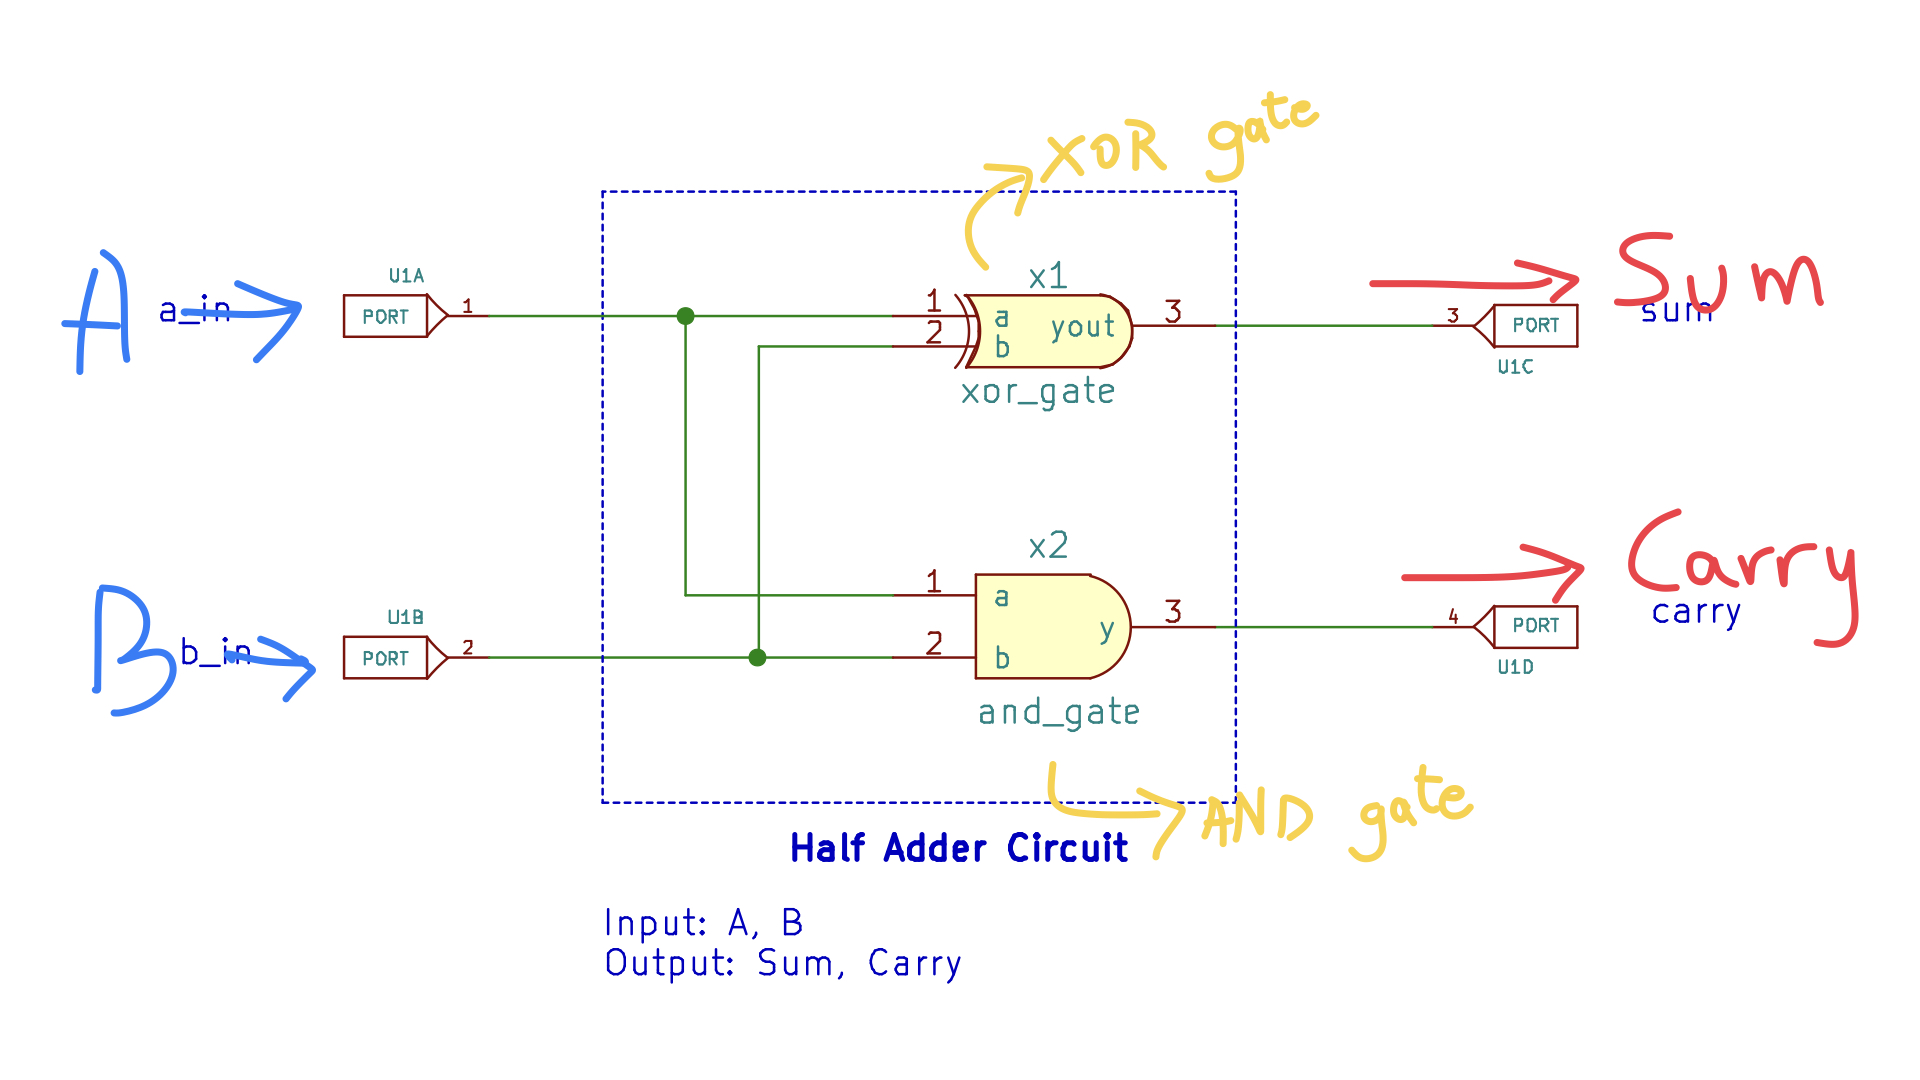 XOR gate
A
a_in
U1A
PORT
1
x1
1
2
a
b
yout
3
xor_gate
Sum
sum
3
PORT
U1C
B
b_in
U1B
PORT
2
x2
1
2
a
b
y
3
and_gate
Carry
carry
4
PORT
U1D
AND gate
Half Adder Circuit
Input: A, B
Output: Sum, Carry